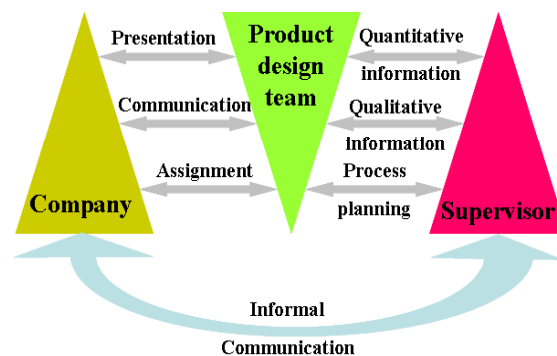 Presentation
Product
design
team
Quantitative
information
Communication
Qualitative
information
Assignment
Process
planning
Company
Supervisor
Informal
Communication